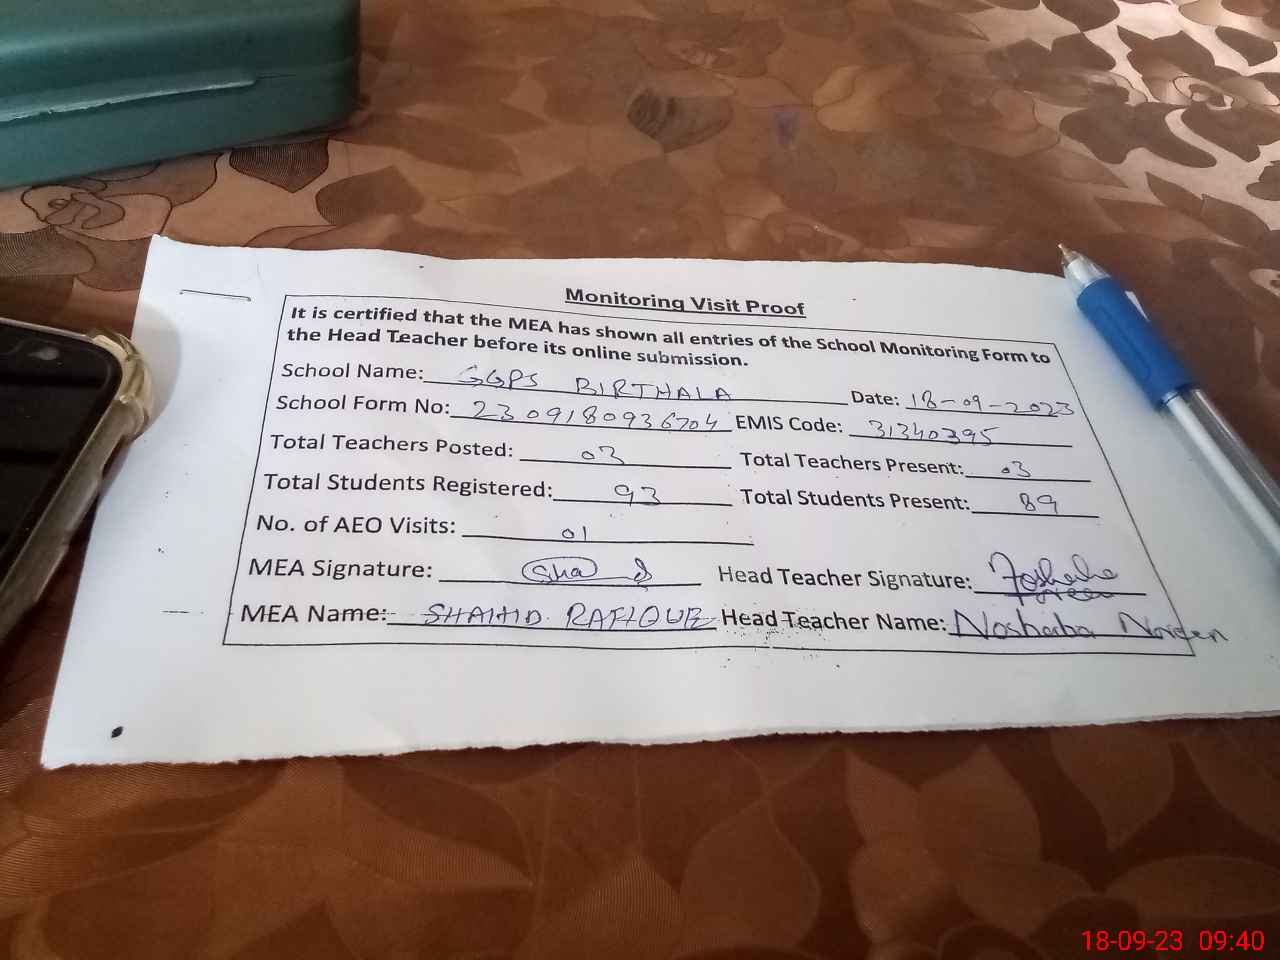 Monitoring Visit Proof
It is certified that the MEA has shown all entries of the School Monitoring Form to
the Head Teacher before its online submission.
School Name: GGPS BIRTHALA Date: 18-09-2023
School Form No: 2309180936704 EMIS Code: 31340395
Total Teachers Posted: 03 Total Teachers Present: 03
Total Students Registered: 93 Total Students Present: 89
No. of AEO Visits: 01
MEA Signature: Head Teacher Signature:
MEA Name: SHAHID RAFIQUE Head Teacher Name: Noshaba
18-09-23 09:40